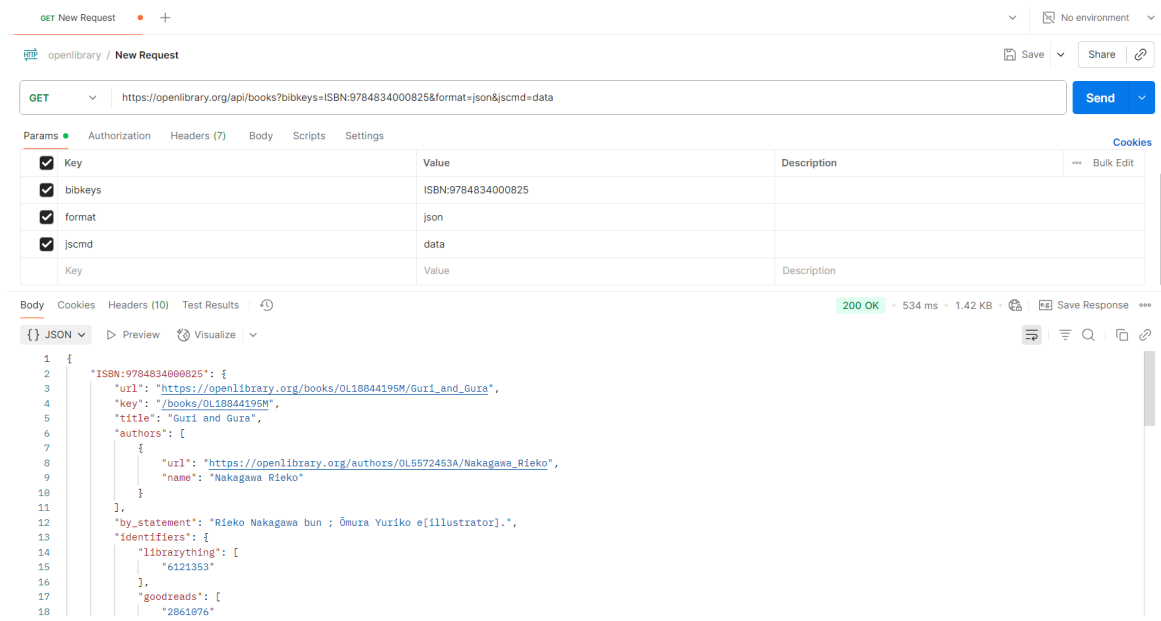 GET New Request
No environment
HTTP openlibrary / New Request
Save
Share
GET
https://openlibrary.org/api/books?bibkeys=ISBN:9784834000825&format=json&jscmd=data
Send
Params Authorization Headers (7) Body Scripts Settings
Cookies
Key Value Description Bulk Edit
bibkeys ISBN:9784834000825
format json
jscmd data
Key Value Description
Body Cookies Headers (10) Test Results
200 OK • 534 ms • 1.42 KB • e.g. Save Response
{} JSON Preview Visualize
1 {
2 "ISBN:9784834000825": {
3 "url": "https://openlibrary.org/books/OL18844195M/Guri_and_Gura",
4 "key": "/books/OL18844195M",
5 "title": "Guri and Gura",
6 "authors": [
7 {
8 "url": "https://openlibrary.org/authors/OL5572453A/Nakagawa_Rieko",
9 "name": "Nakagawa Rieko"
10 }
11 ],
12 "by_statement": "Rieko Nakagawa bun ; Ōmura Yuriko e[illustrator].",
13 "identifiers": {
14 "librarything": [
15 "6121353"
16 ],
17 "goodreads": [
18 "2861076"